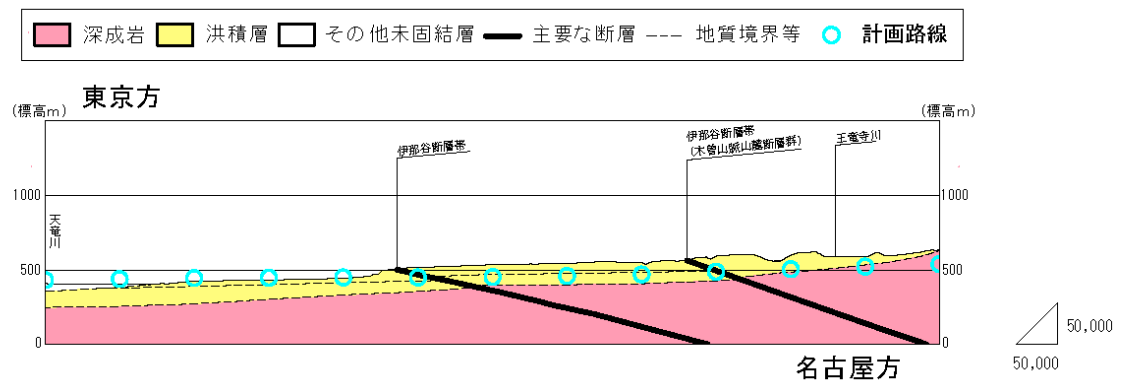 深成岩 洪積層 その他未固結層 主要な断層 地質境界等 計画路線
東京方
(標高m)
(標高m)
伊那谷断層帯
伊那谷断層帯
(木曽山脈山麓断層群)
王竜寺川
天竜川
1000
1000
500
500
0
0
名古屋方
50,000
50,000